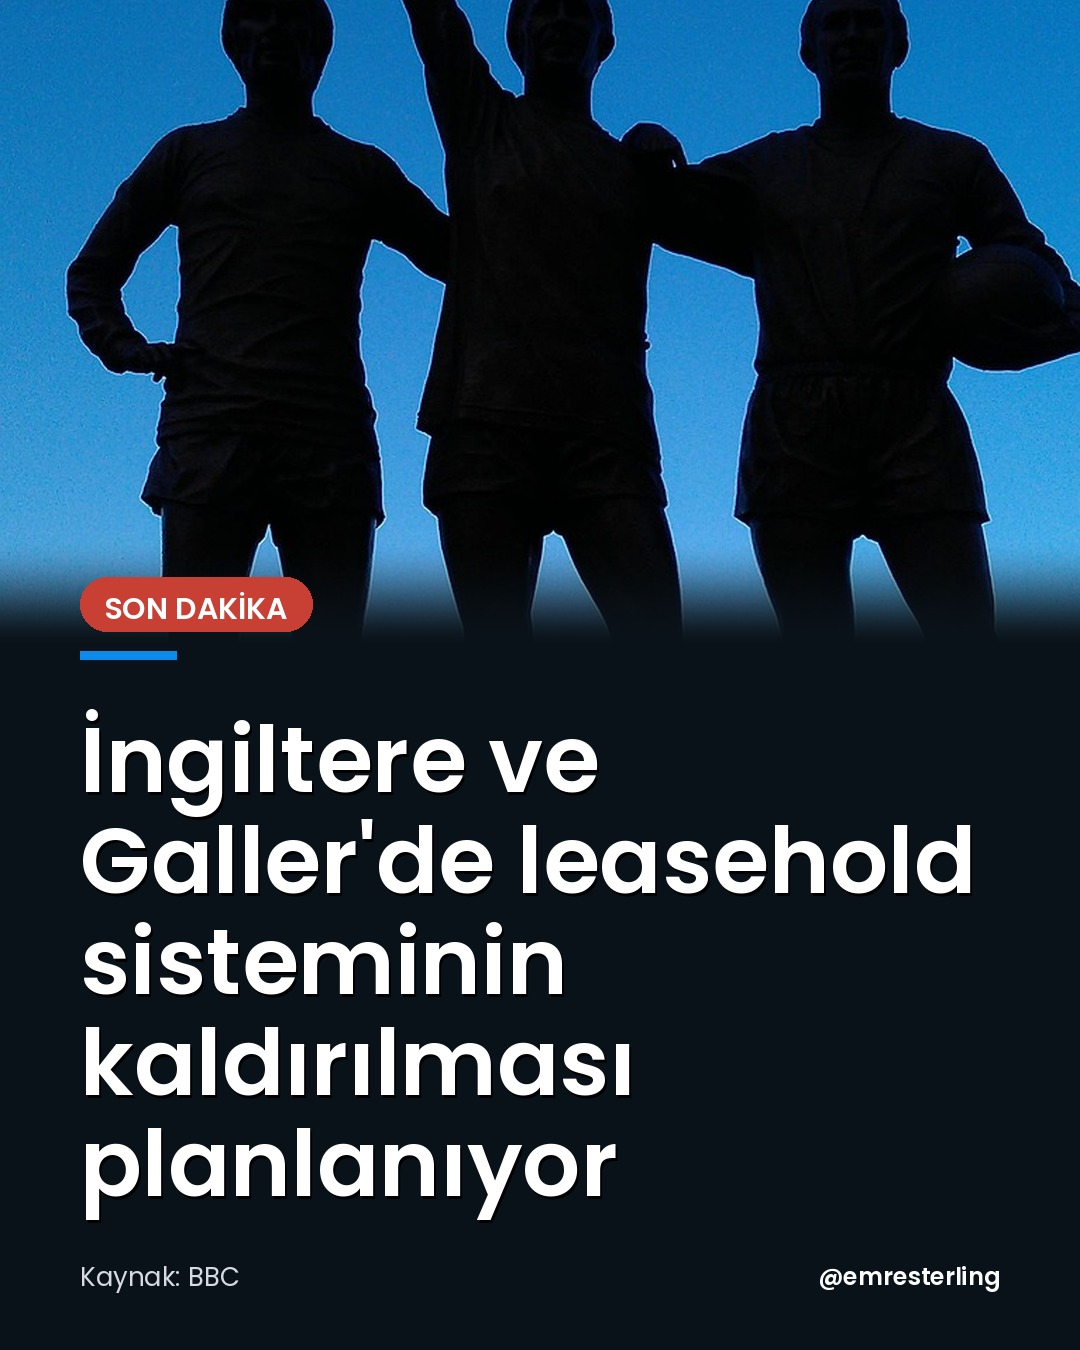 SON DAKİKA
İngiltere ve
Galler'de leasehold
sisteminin
kaldırılması
planlanıyor
Kaynak: BBC
@emresterling